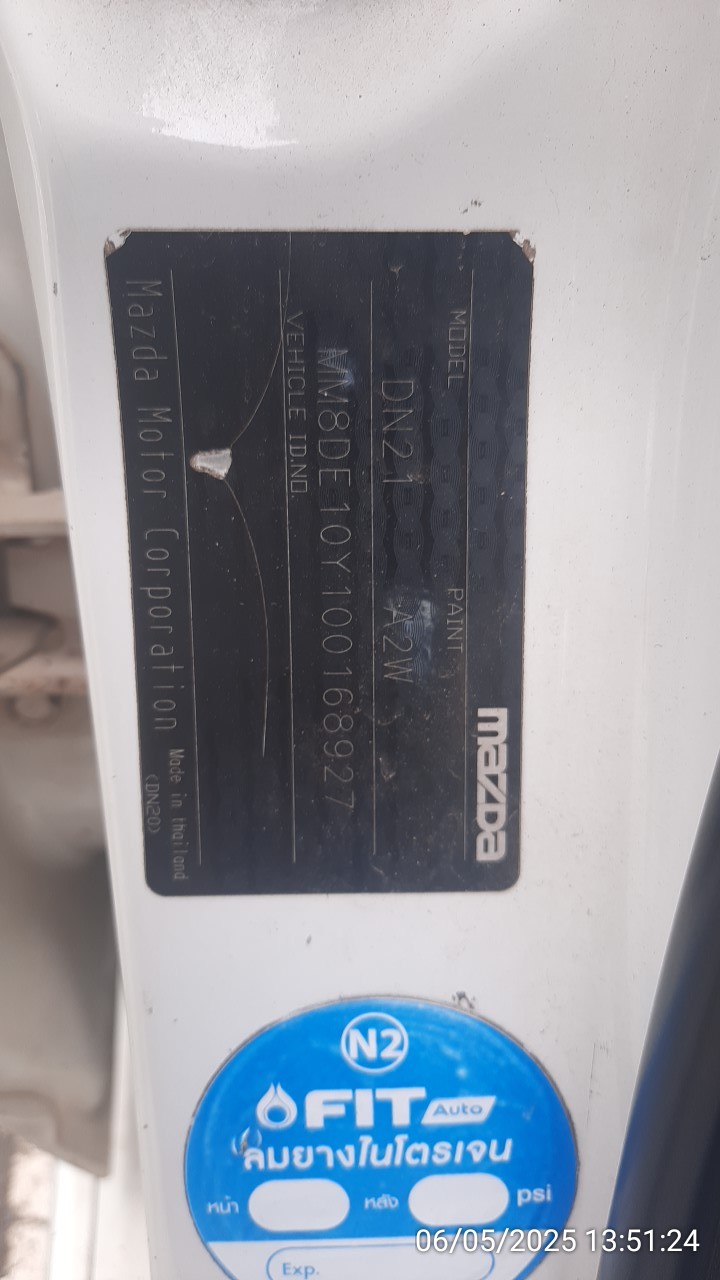 mazDa
MODEL PAINT
DN21 A2W
MM8DE10Y100168927
VEHICLE ID.NO.
Mazda Motor Corporation Made in thailand
(DN20)
N2
FIT Auto
ลมยางไนโตรเจน
หน้า หลัง psi
Exp.
06/05/2025 13:51:24